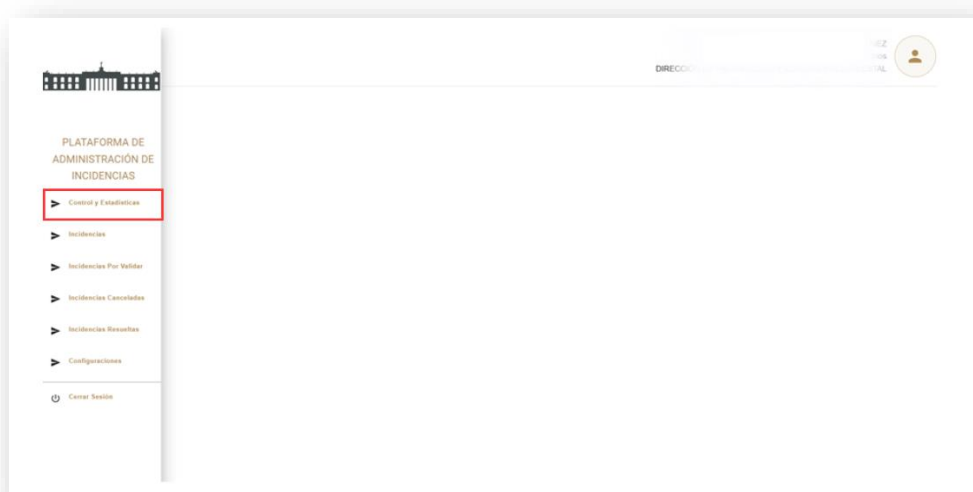 PLATAFORMA DE
ADMINISTRACIÓN DE
INCIDENCIAS
Control y Estadísticas
Incidencias
Incidencias Por Validar
Incidencias Canceladas
Incidencias Resueltas
Configuraciones
Cerrar Sesión